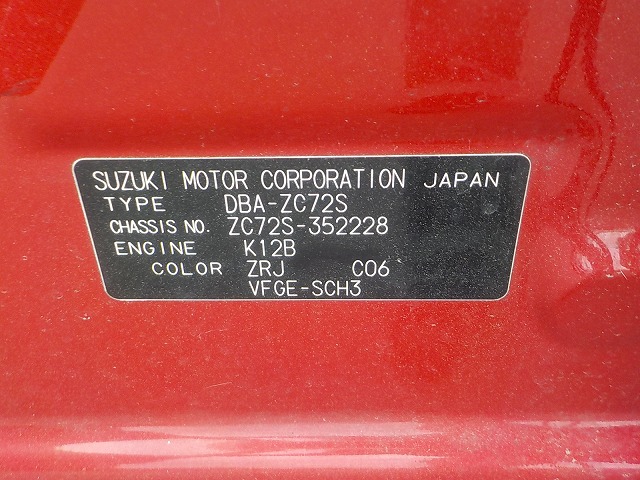 SUZUKI MOTOR CORPORATION JAPAN
TYPE DBA-ZC72S
CHASSIS NO. ZC72S-352228
ENGINE K12B
COLOR ZRJ C06
VFGE-SCH3